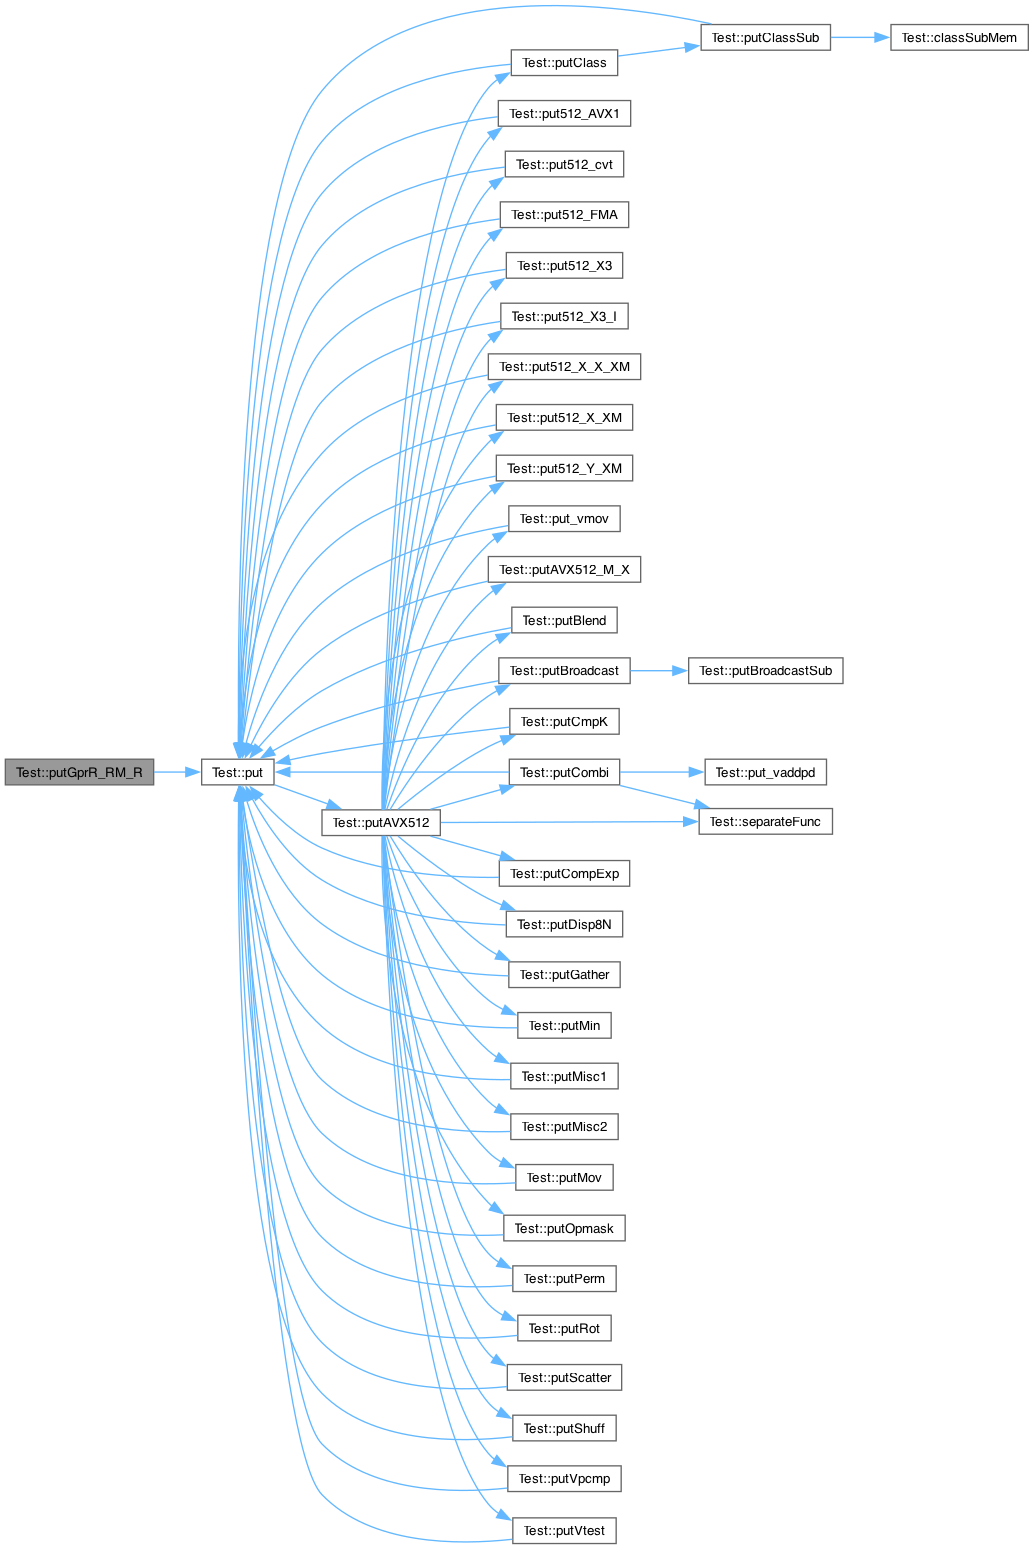 Test::putClassSub
Test::classSubMem
Test::putClass
Test::put512_AVX1
Test::put512_cvt
Test::put512_FMA
Test::put512_X3
Test::put512_X3_I
Test::put512_X_X_XM
Test::put512_X_XM
Test::put512_Y_XM
Test::put_vmov
Test::putAVX512_M_X
Test::putBlend
Test::putBroadcast
Test::putBroadcastSub
Test::putCmpK
Test::putGprR_RM_R
Test::put
Test::putCombi
Test::put_vaddpd
Test::putAVX512
Test::separateFunc
Test::putCompExp
Test::putDisp8N
Test::putGather
Test::putMin
Test::putMisc1
Test::putMisc2
Test::putMov
Test::putOpmask
Test::putPerm
Test::putRot
Test::putScatter
Test::putShuff
Test::putVpcmp
Test::putVtest